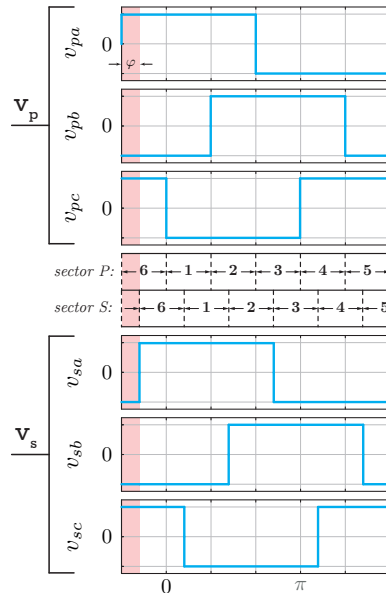 v_pa
0
φ
V_p
v_pb
0
v_pc
0
sector P: 6 1 2 3 4 5
sector S: 6 1 2 3 4 5
v_sa
0
V_s
v_sb
0
v_sc
0
0 π